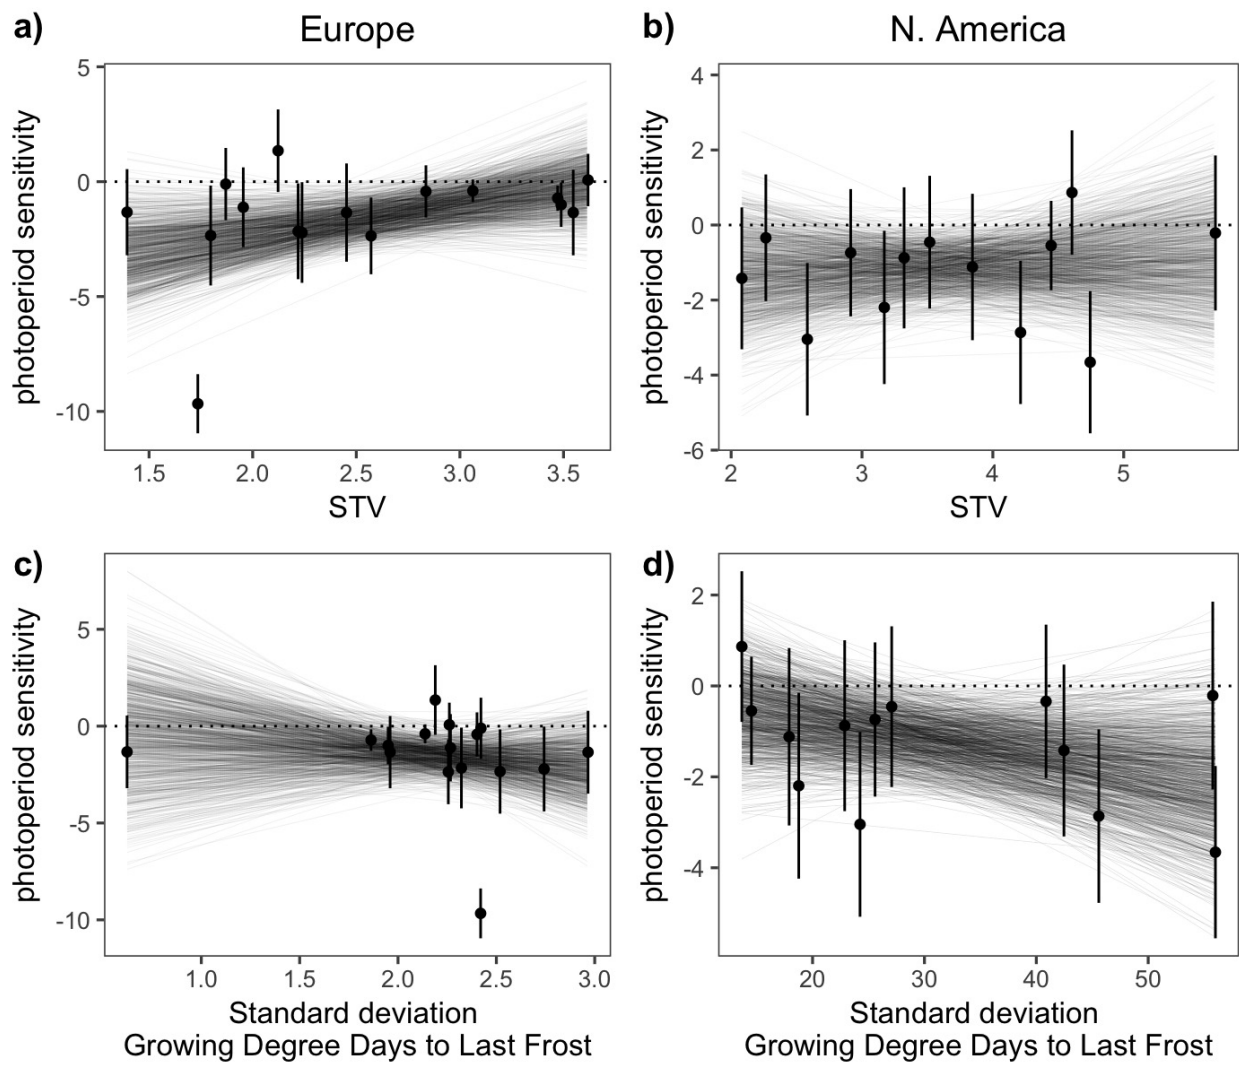 a)
Europe
photoperiod sensitivity
5
0
-5
-10
1.5 2.0 2.5 3.0 3.5
STV
b)
N. America
photoperiod sensitivity
4
2
0
-2
-4
-6
2 3 4 5
STV
c)
photoperiod sensitivity
5
0
-5
-10
1.0 1.5 2.0 2.5 3.0
Standard deviation
Growing Degree Days to Last Frost
d)
photoperiod sensitivity
2
0
-2
-4
20 30 40 50
Standard deviation
Growing Degree Days to Last Frost